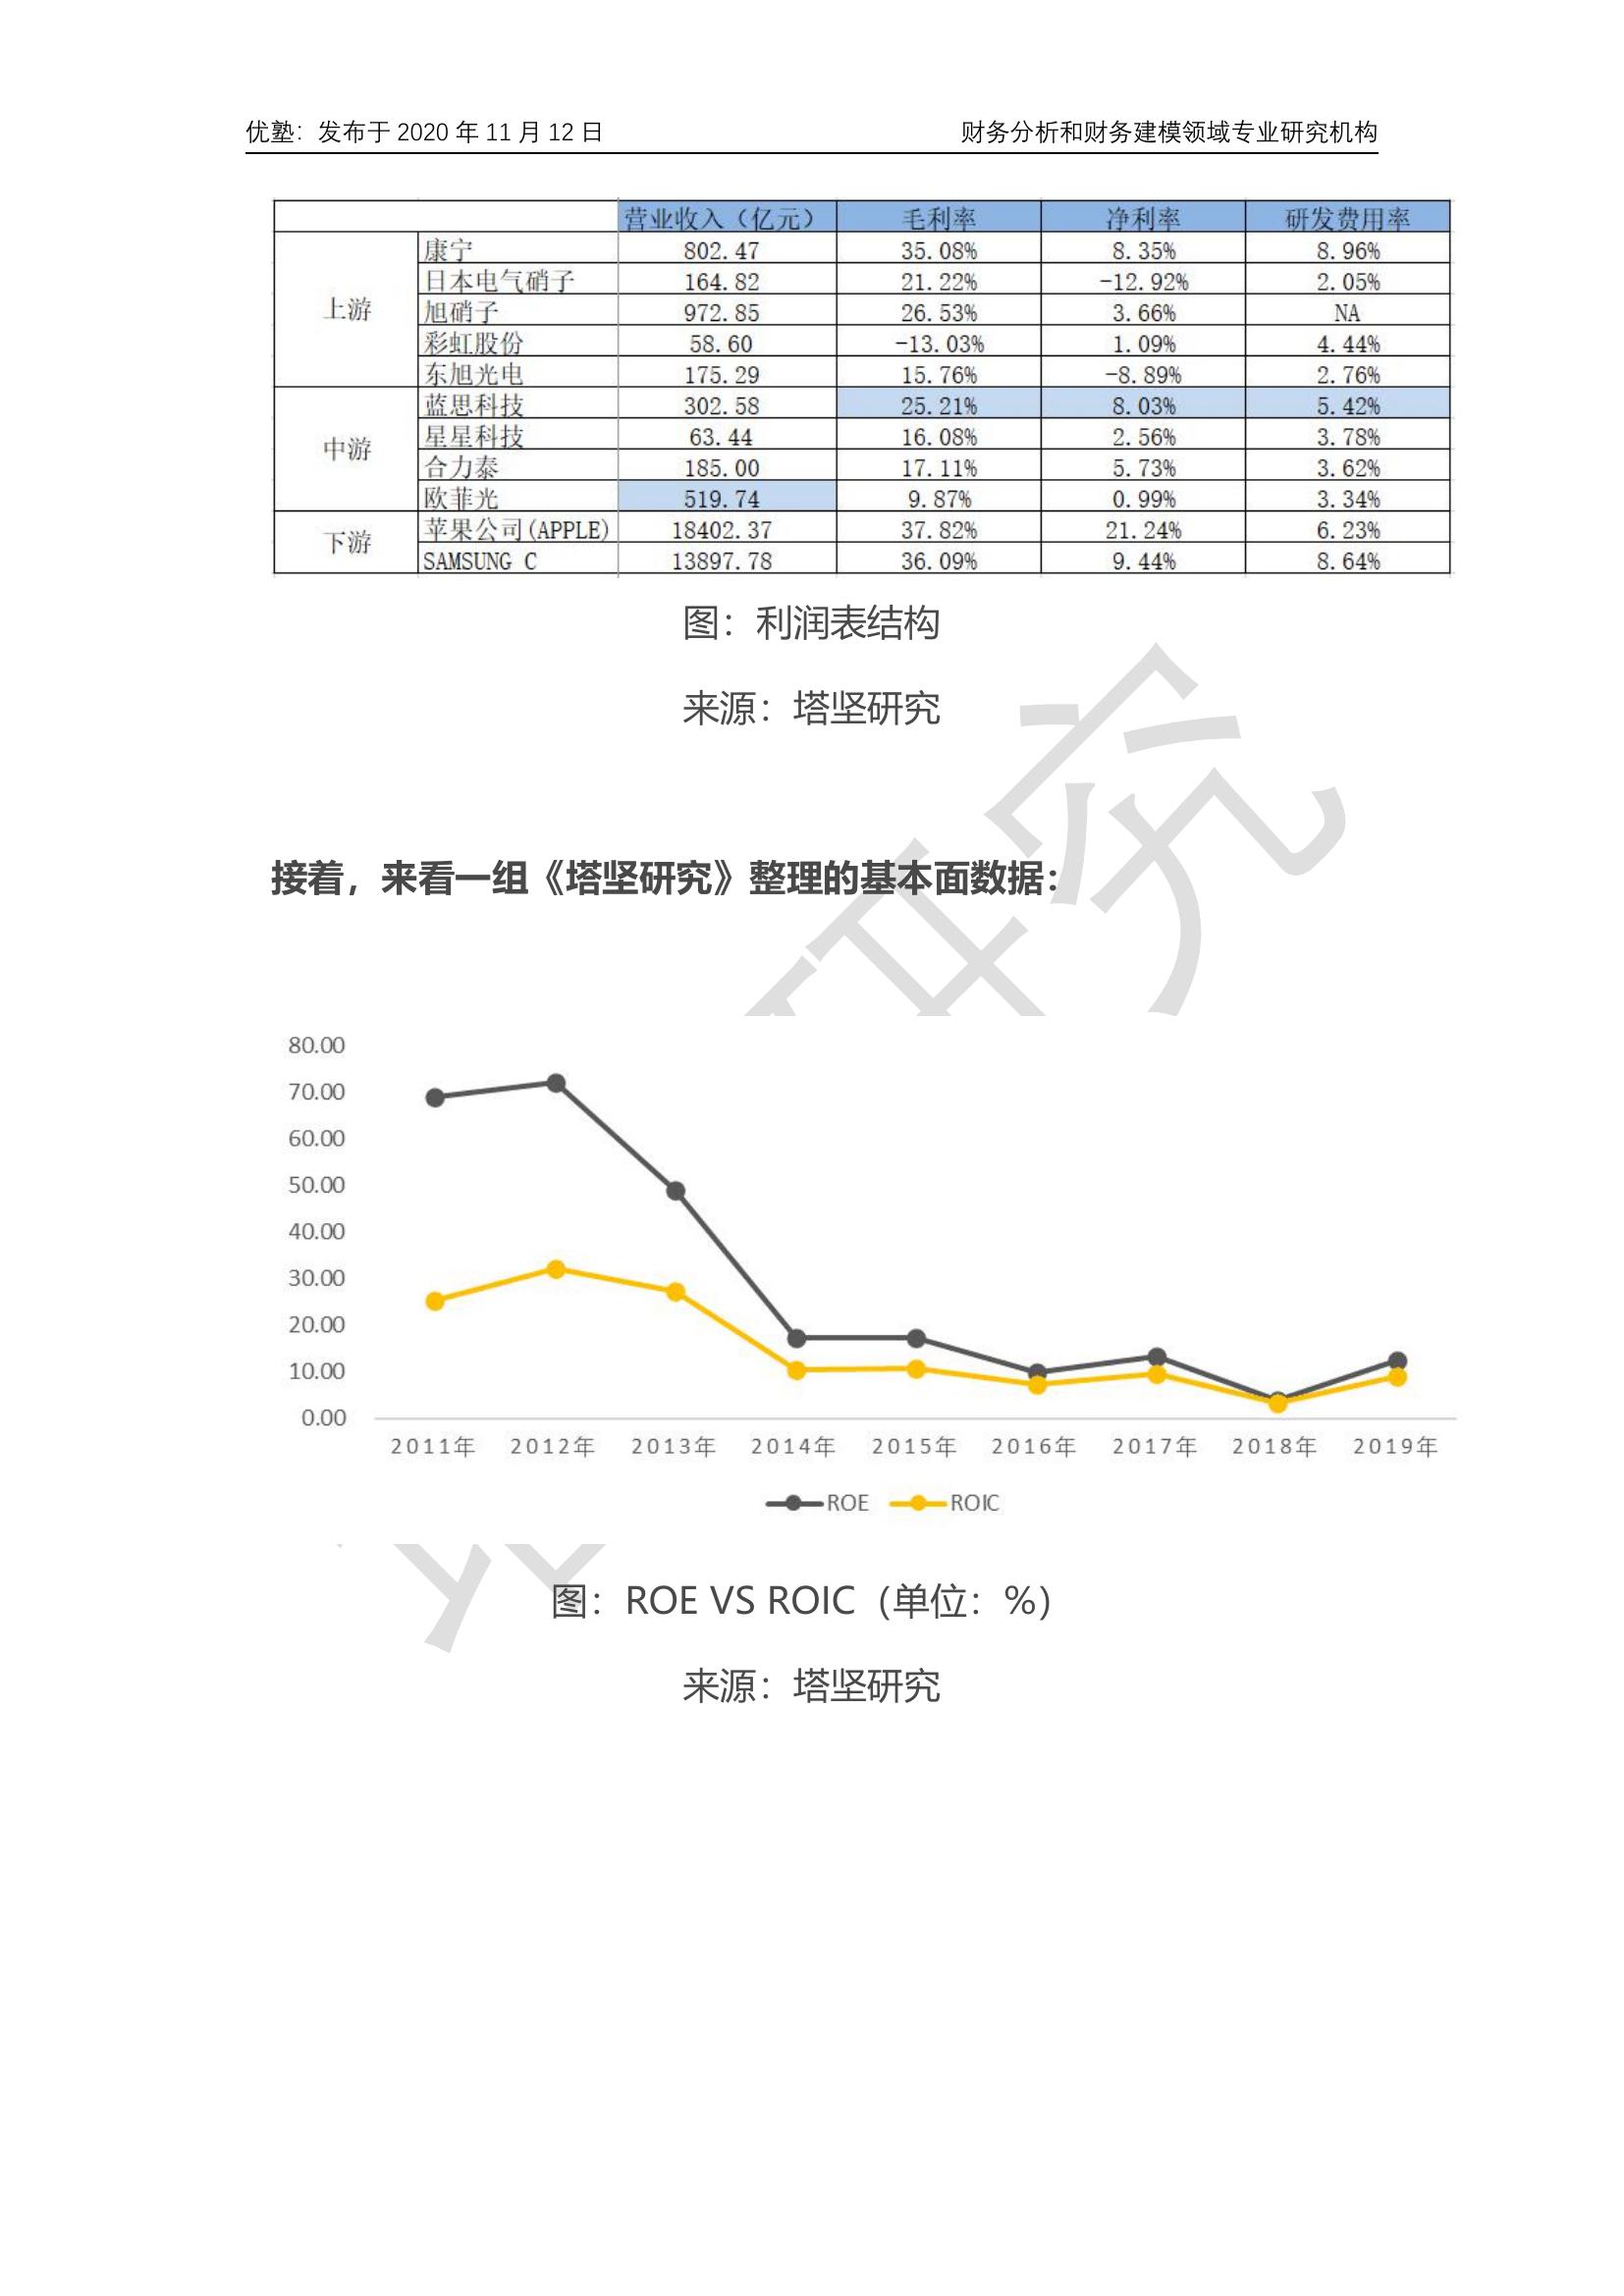 优塾：发布于 2020 年 11 月 12 日 财务分析和财务建模领域专业研究机构
营业收入（亿元） 毛利率 净利率 研发费用率
上游
康宁 802.47 35.08% 8.35% 8.96%
日本电气硝子 164.82 21.22% -12.92% 2.05%
旭硝子 972.85 26.53% 3.66% NA
彩虹股份 58.60 -13.03% 1.09% 4.44%
东旭光电 175.29 15.76% -8.89% 2.76%
中游
蓝思科技 302.58 25.21% 8.03% 5.42%
星星科技 63.44 16.08% 2.56% 3.78%
合力泰 185.00 17.11% 5.73% 3.62%
欧菲光 519.74 9.87% 0.99% 3.34%
下游
苹果公司(APPLE) 18402.37 37.82% 21.24% 6.23%
SAMSUNG C 13897.78 36.09% 9.44% 8.64%
图：利润表结构
来源：塔坚研究
接着，来看一组《塔坚研究》整理的基本面数据：
80.00
70.00
60.00
50.00
40.00
30.00
20.00
10.00
0.00
2011年 2012年 2013年 2014年 2015年 2016年 2017年 2018年 2019年
ROE ROIC
图：ROE VS ROIC（单位：%）
来源：塔坚研究
研究